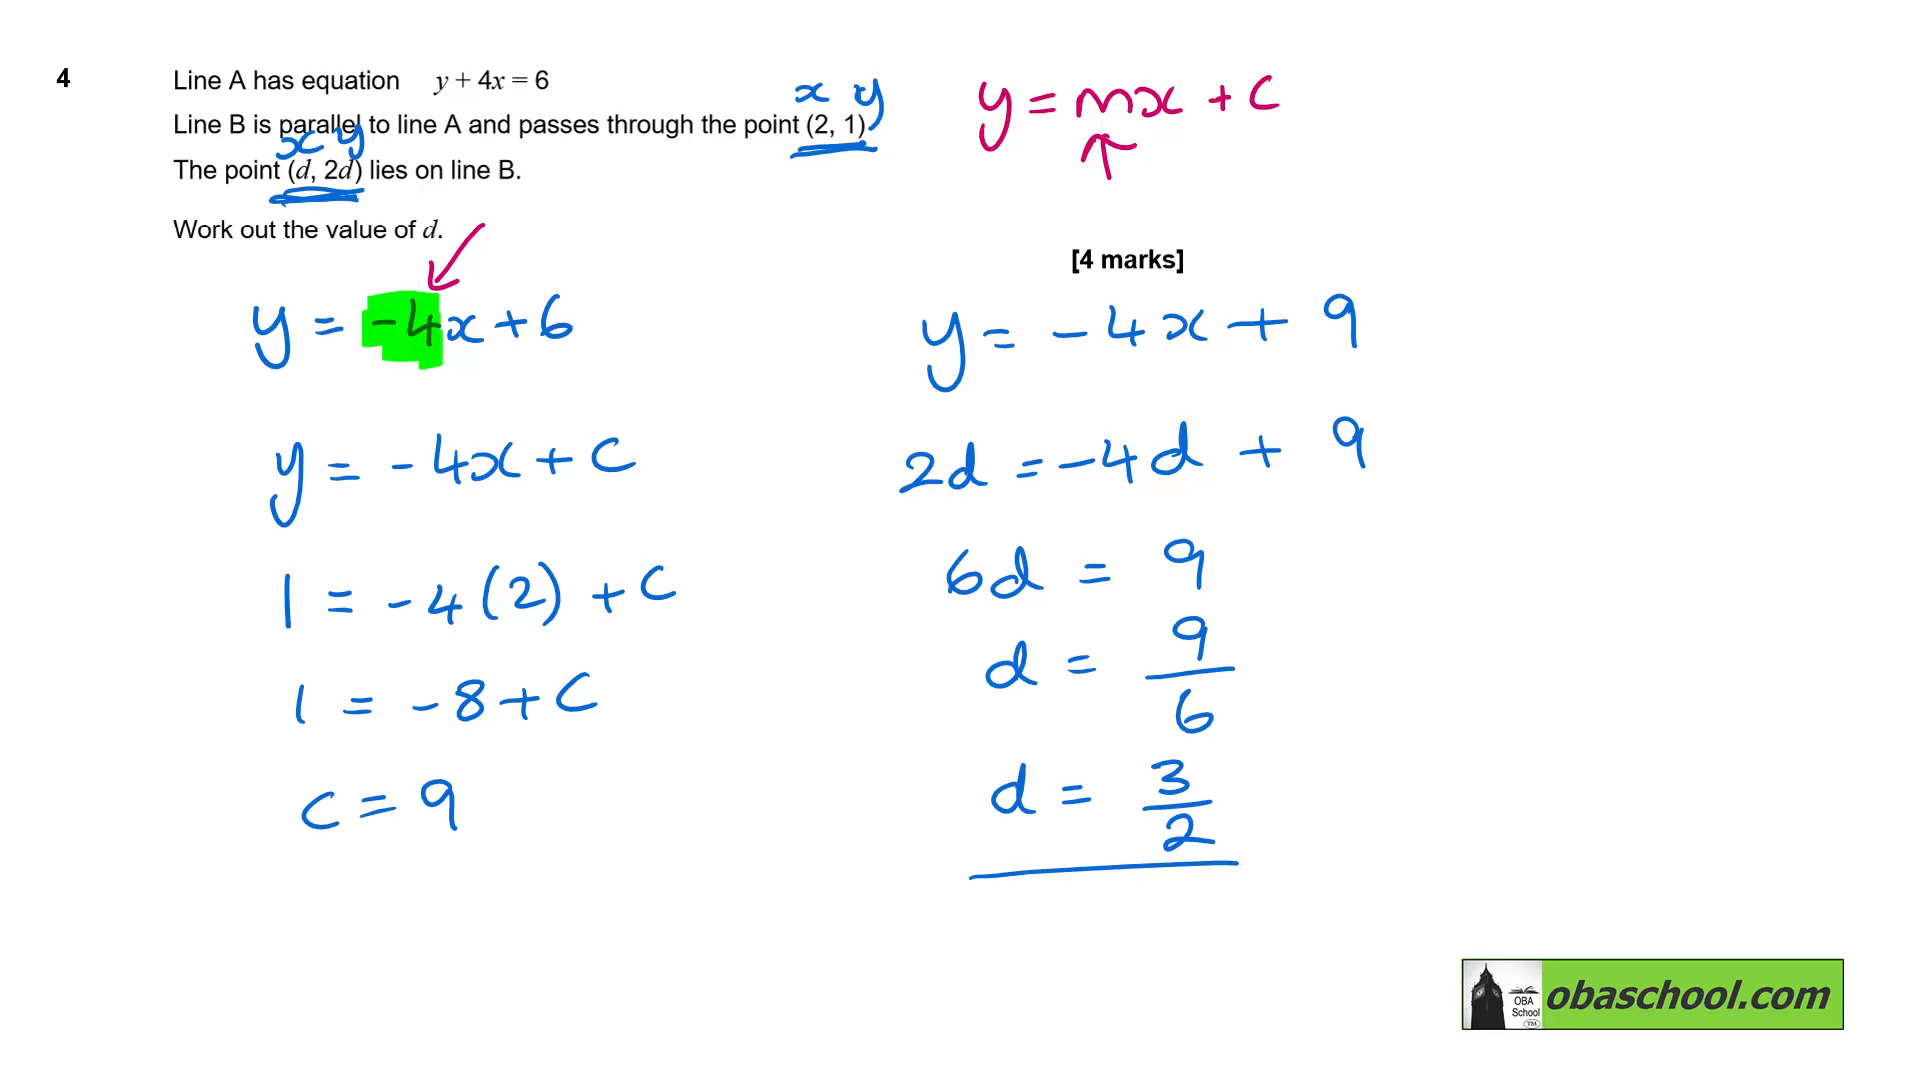 4 Line A has equation y + 4x = 6
x y
Line B is parallel to line A and passes through the point (2, 1)
x y
The point (d, 2d) lies on line B.
Work out the value of d.
y = mx + c
[4 marks]
y = -4x + 6
y = -4x + c
1 = -4(2) + c
1 = -8 + c
c = 9
y = -4x + 9
2d = -4d + 9
6d = 9
d = 9/6
d = 3/2
OBA
School
TM
obaschool.com